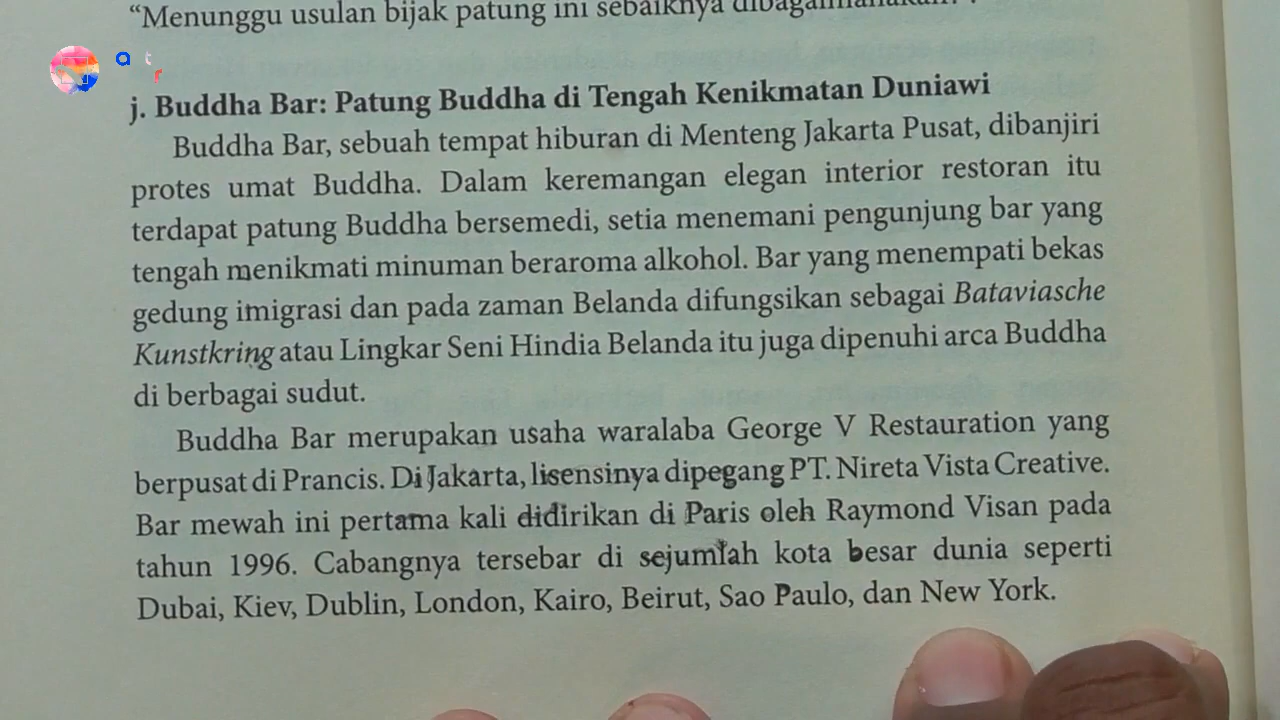 “Menunggu usulan bijak patung ini sebaiknya
j. Buddha Bar: Patung Buddha di Tengah Kenikmatan Duniawi
Buddha Bar, sebuah tempat hiburan di Menteng Jakarta Pusat, dibanjiri
protes umat Buddha. Dalam keremangan elegan interior restoran itu
terdapat patung Buddha bersemedi, setia menemani pengunjung bar yang
tengah menikmati minuman beraroma alkohol. Bar yang menempati bekas
gedung imigrasi dan pada zaman Belanda difungsikan sebagai Bataviasche
Kunstkring atau Lingkar Seni Hindia Belanda itu juga dipenuhi arca Buddha
di berbagai sudut.
Buddha Bar merupakan usaha waralaba George V Restauration yang
berpusat di Prancis. Di Jakarta, lisensinya dipegang PT. Nireta Vista Creative.
Bar mewah ini pertama kali didirikan di Paris oleh Raymond Visan pada
tahun 1996. Cabangnya tersebar di sejumlah kota besar dunia seperti
Dubai, Kiev, Dublin, London, Kairo, Beirut, Sao Paulo, dan New York.